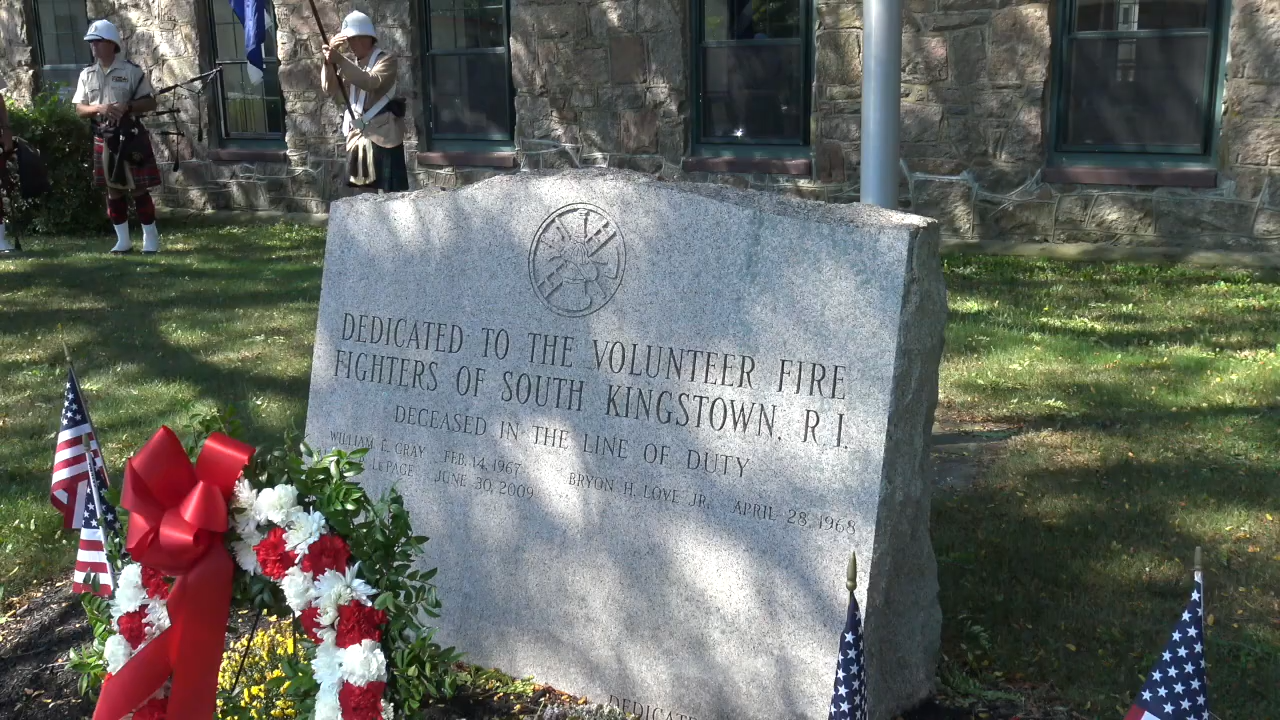 DEDICATED TO THE VOLUNTEER FIRE
FIGHTERS OF SOUTH KINGSTOWN, R.I.
DECEASED IN THE LINE OF DUTY
WILLIAM E. GRAY FEB. 14, 1967 BRYON H. LOVE JR. APRIL 28, 1968
LEPAGE JUNE 30, 2009